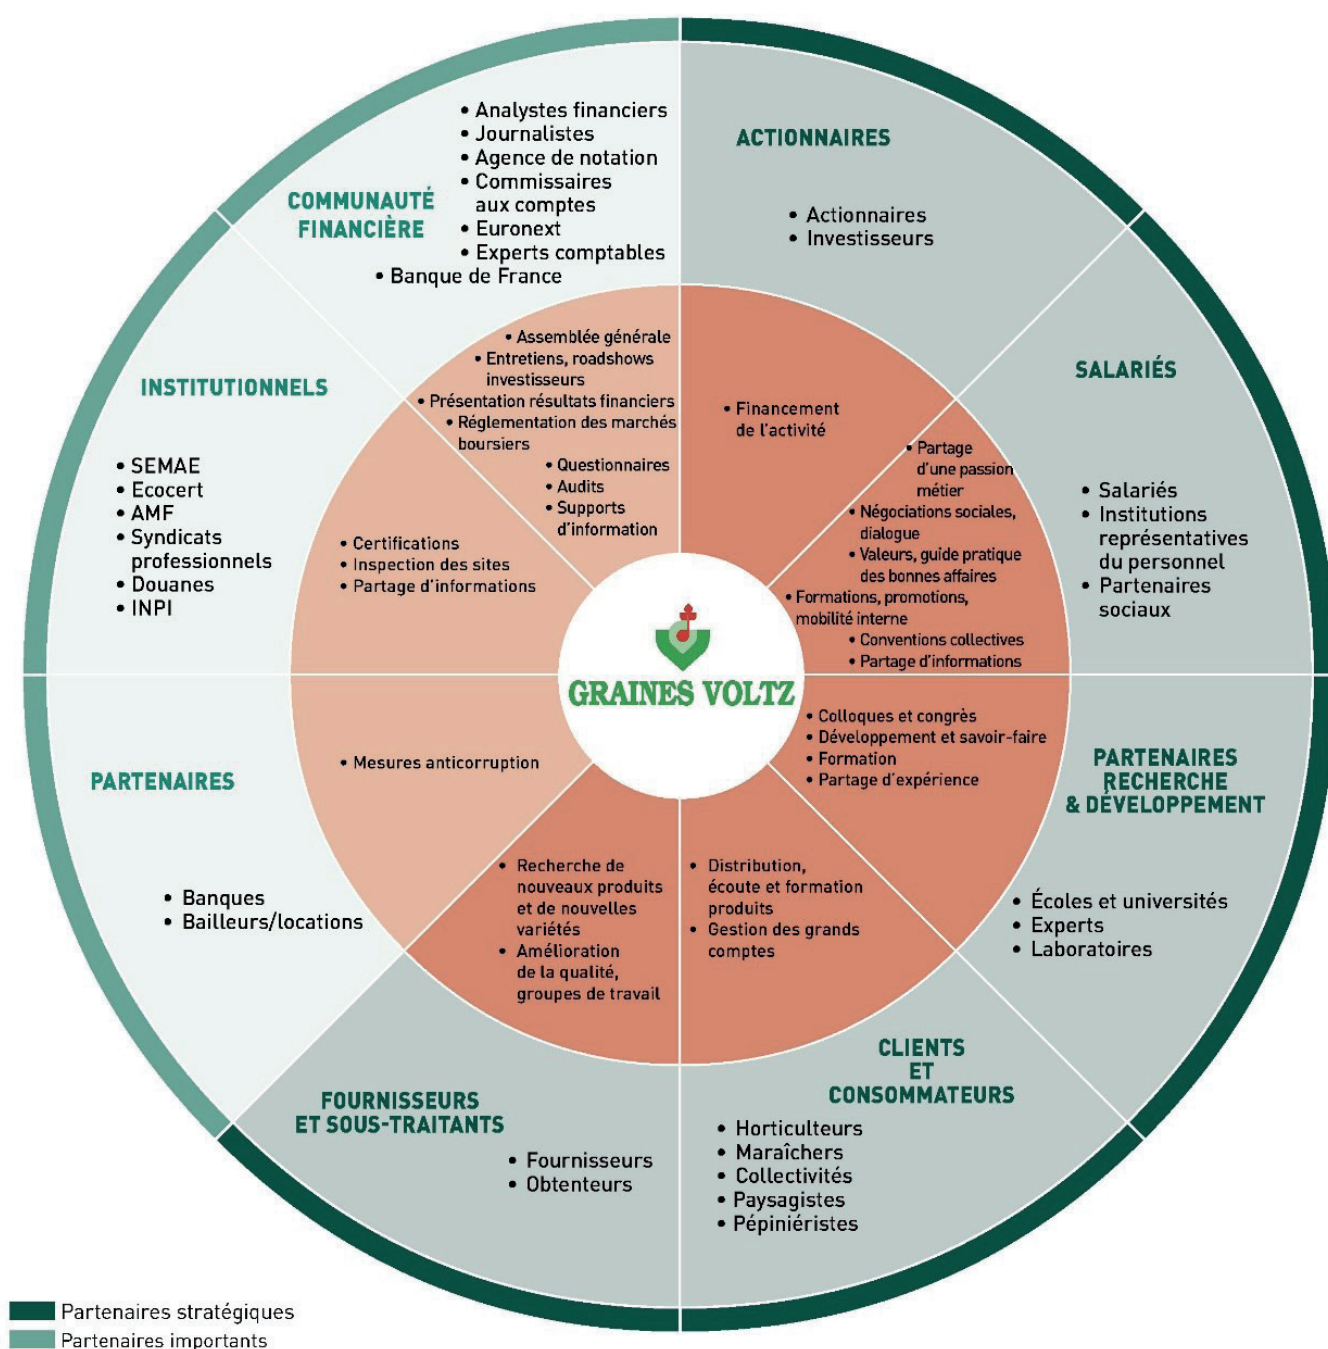 COMMUNAUTÉ
FINANCIÈRE
• Analystes financiers
• Journalistes
• Agence de notation
• Commissaires
aux comptes
• Euronext
• Experts comptables
• Banque de France
• Assemblée générale
• Entretiens, roadshows
investisseurs
• Présentation résultats financiers
• Réglementation des marchés
boursiers
• Questionnaires
• Audits
• Supports
d'information
ACTIONNAIRES
• Actionnaires
• Investisseurs
• Financement
de l'activité
SALARIÉS
• Salariés
• Institutions
représentatives
du personnel
• Partenaires
sociaux
• Partage
d'une passion
métier
• Négociations sociales,
dialogue
• Valeurs, guide pratique
des bonnes affaires
• Formations, promotions,
mobilité interne
• Conventions collectives
• Partage d'informations
INSTITUTIONNELS
• SEMAE
• Ecocert
• AMF
• Syndicats
professionnels
• Douanes
• INPI
• Certifications
• Inspection des sites
• Partage d'informations
GRAINES VOLTZ
PARTENAIRES
RECHERCHE
& DÉVELOPPEMENT
• Écoles et universités
• Experts
• Laboratoires
• Colloques et congrès
• Développement et savoir-faire
• Formation
• Partage d'expérience
PARTENAIRES
• Banques
• Bailleurs/locations
• Mesures anticorruption
• Recherche de
nouveaux produits
et de nouvelles
variétés
• Amélioration
de la qualité,
groupes de travail
FOURNISSEURS
ET SOUS-TRAITANTS
• Fournisseurs
• Obtenteurs
• Distribution,
écoute et formation
produits
• Gestion des grands
comptes
CLIENTS
ET
CONSOMMATEURS
• Horticulteurs
• Maraîchers
• Collectivités
• Paysagistes
• Pépiniéristes
Partenaires stratégiques
Partenaires importants